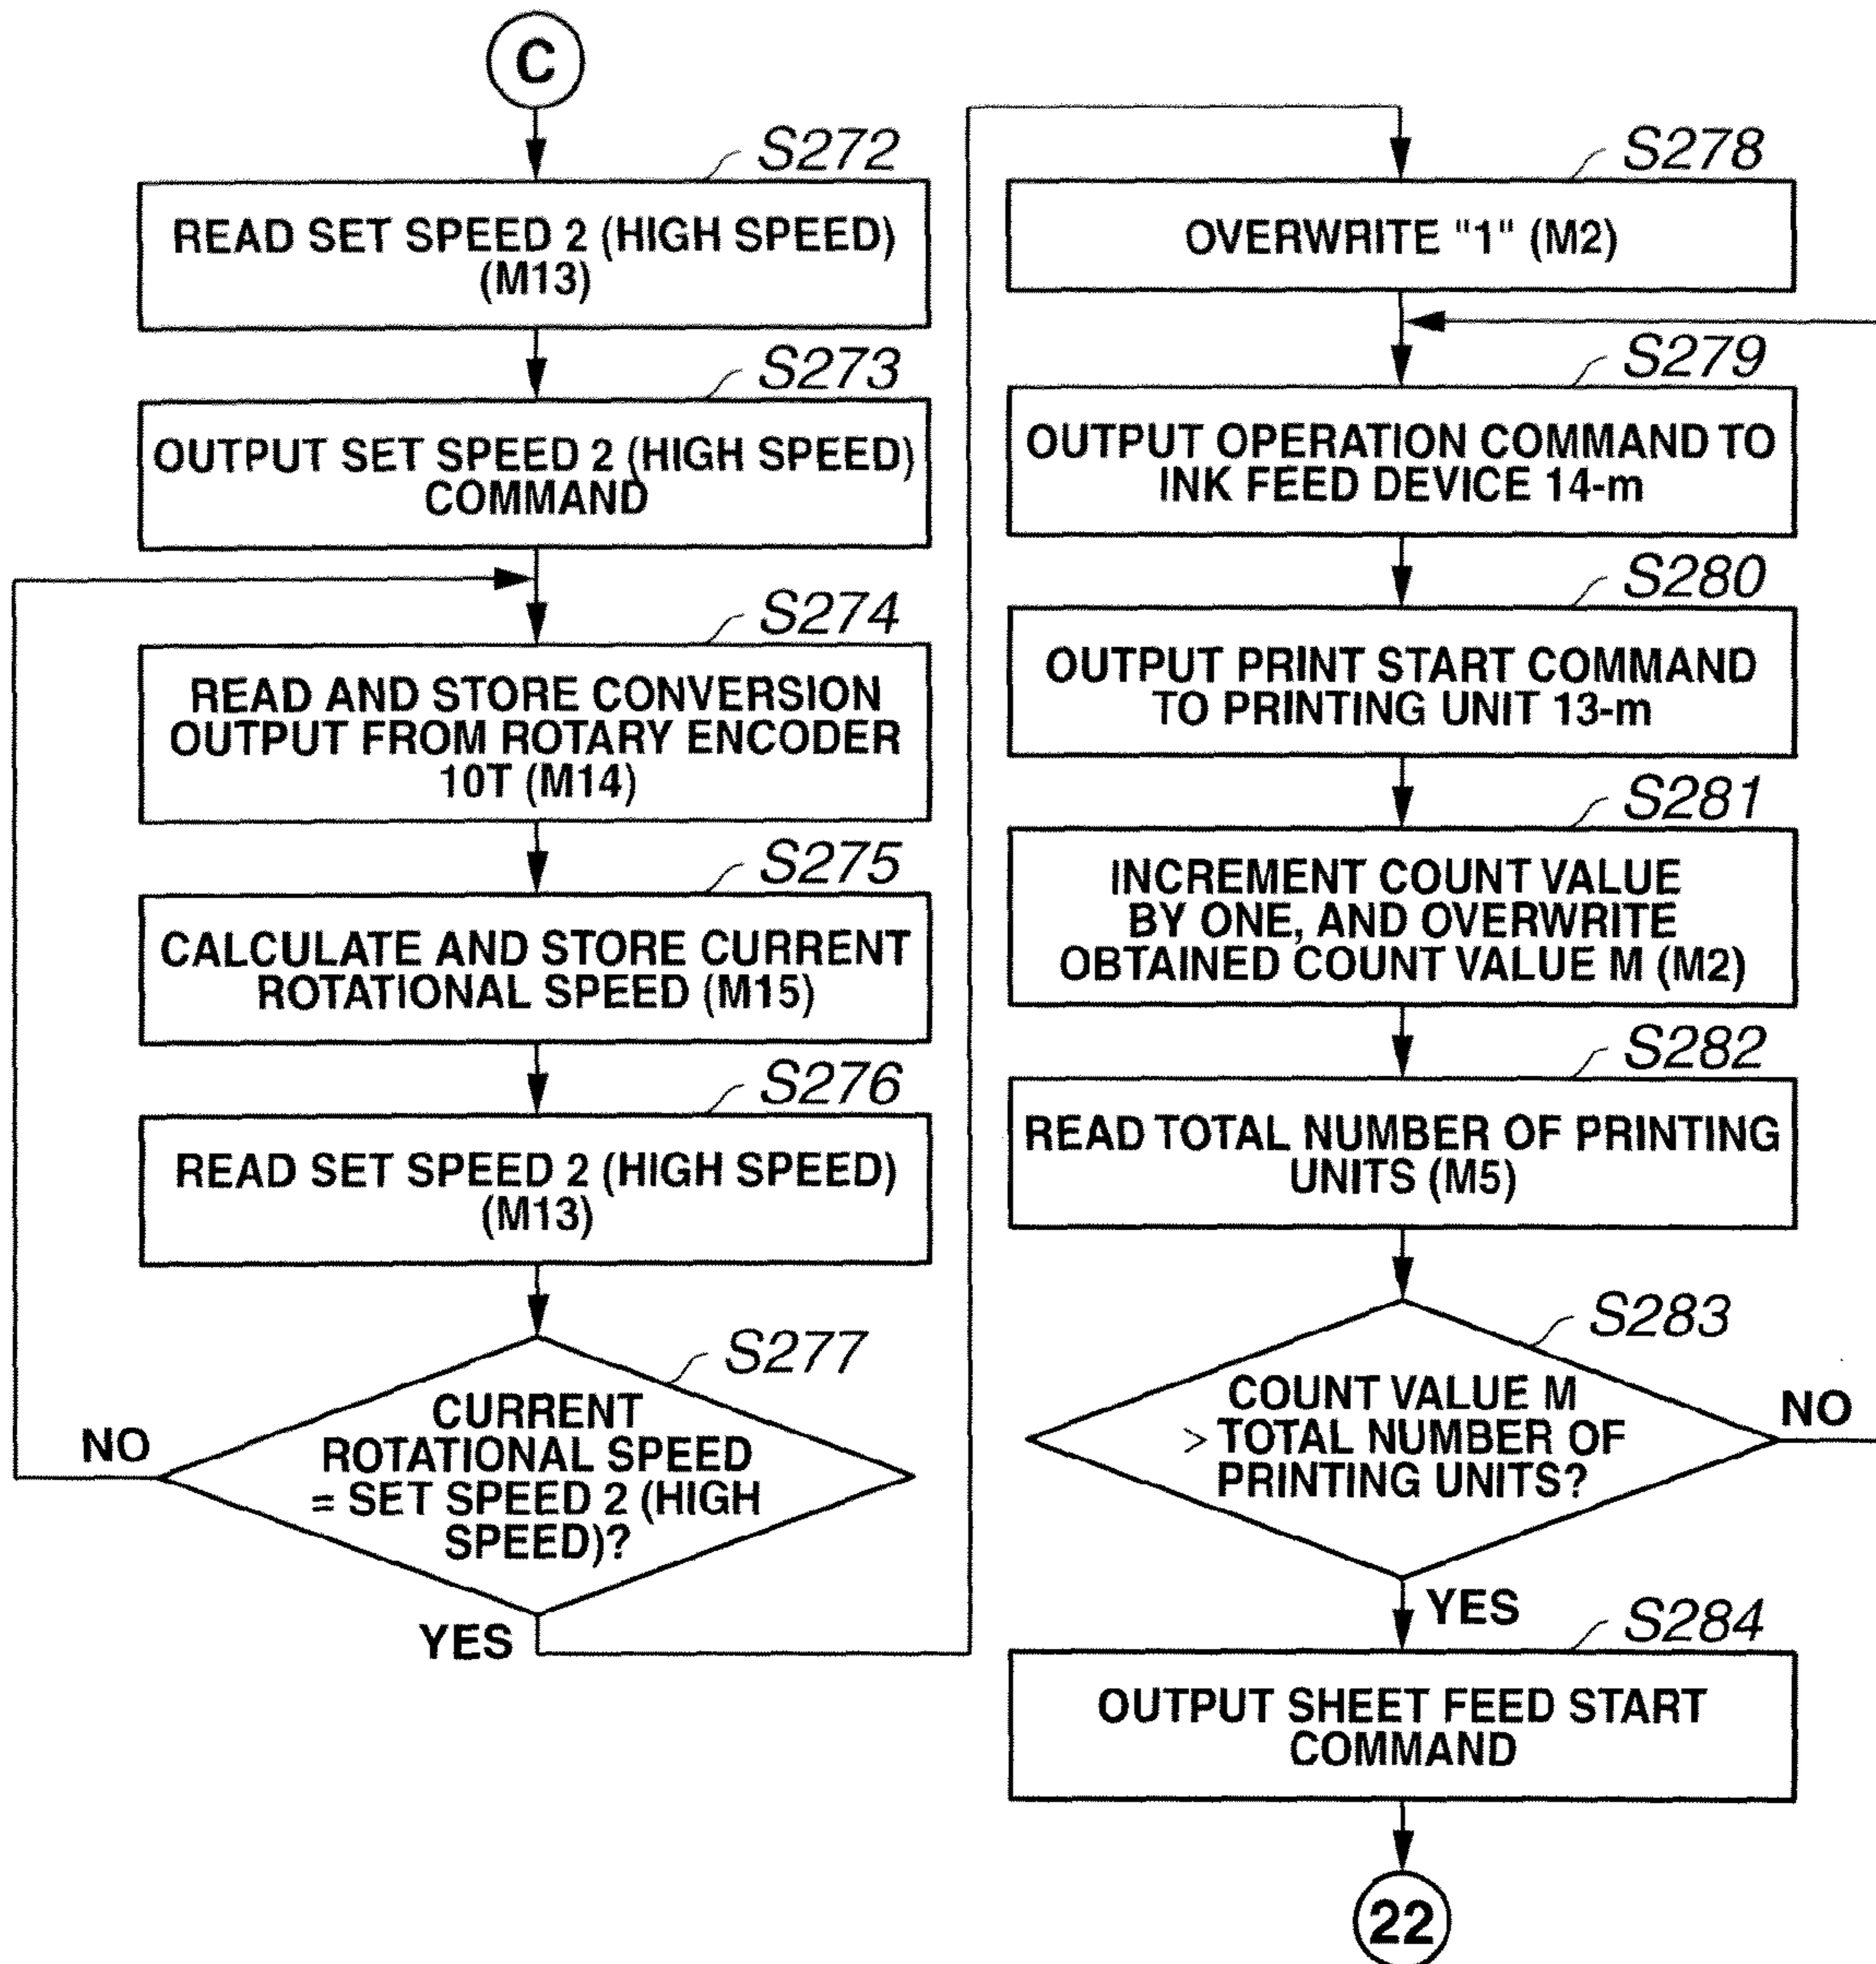 C
S272
READ SET SPEED 2 (HIGH SPEED)
(M13)
S273
OUTPUT SET SPEED 2 (HIGH SPEED)
COMMAND
S274
READ AND STORE CONVERSION
OUTPUT FROM ROTARY ENCODER
10T (M14)
S275
CALCULATE AND STORE CURRENT
ROTATIONAL SPEED (M15)
S276
READ SET SPEED 2 (HIGH SPEED)
(M13)
S277
CURRENT
ROTATIONAL SPEED
= SET SPEED 2 (HIGH
SPEED)?
NO
YES
S278
OVERWRITE "1" (M2)
S279
OUTPUT OPERATION COMMAND TO
INK FEED DEVICE 14-m
S280
OUTPUT PRINT START COMMAND
TO PRINTING UNIT 13-m
S281
INCREMENT COUNT VALUE
BY ONE, AND OVERWRITE
OBTAINED COUNT VALUE M (M2)
S282
READ TOTAL NUMBER OF PRINTING
UNITS (M5)
S283
COUNT VALUE M
> TOTAL NUMBER OF
PRINTING UNITS?
NO
YES
S284
OUTPUT SHEET FEED START
COMMAND
22